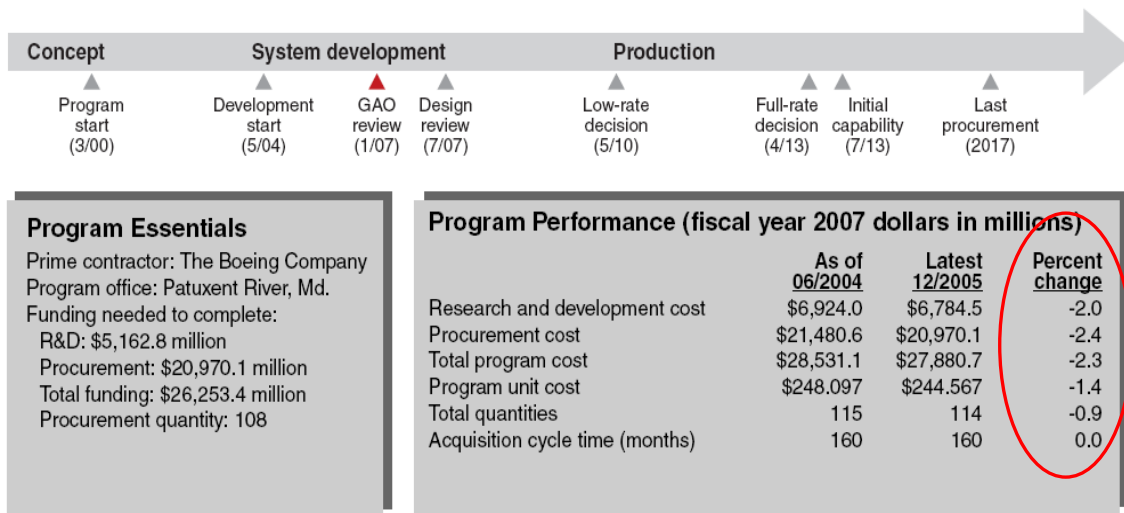 Concept System development Production
Program start (3/00)
Development start (5/04)
GAO review (1/07)
Design review (7/07)
Low-rate decision (5/10)
Full-rate decision (4/13)
Initial capability (7/13)
Last procurement (2017)
Program Essentials
Prime contractor: The Boeing Company
Program office: Patuxent River, Md.
Funding needed to complete:
R&D: $5,162.8 million
Procurement: $20,970.1 million
Total funding: $26,253.4 million
Procurement quantity: 108
Program Performance (fiscal year 2007 dollars in millions)
As of Latest Percent
06/2004 12/2005 change
Research and development cost $6,924.0 $6,784.5 -2.0
Procurement cost $21,480.6 $20,970.1 -2.4
Total program cost $28,531.1 $27,880.7 -2.3
Program unit cost $248.097 $244.567 -1.4
Total quantities 115 114 -0.9
Acquisition cycle time (months) 160 160 0.0